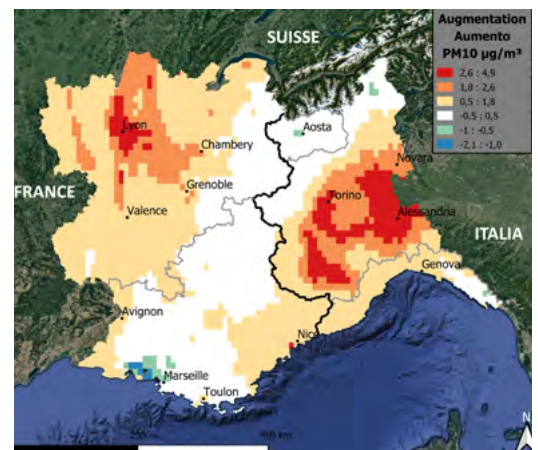 Augmentation
Aumento
PM10 µg/m³
2,6 : 4,9
1,8 : 2,6
0,5 : 1,8
-0.5 : 0,5
-1 : -0,5
-2,1 : -1,0
SUISSE
Lyon
Aosta
Chambery
Novara
Grenoble
FRANCE
Torino
Valence
Alessandria
ITALIA
Genova
Avignon
Nice
Marseille
Toulon
N